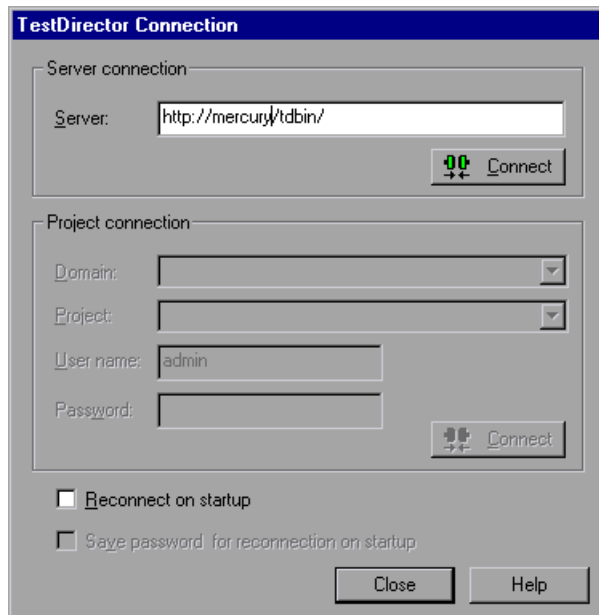 TestDirector Connection
Server connection
Server: http://mercury/tdbin/
Connect
Project connection
Domain:
Project:
User name: admin
Password:
Connect
Reconnect on startup
Save password for reconnection on startup
Close Help